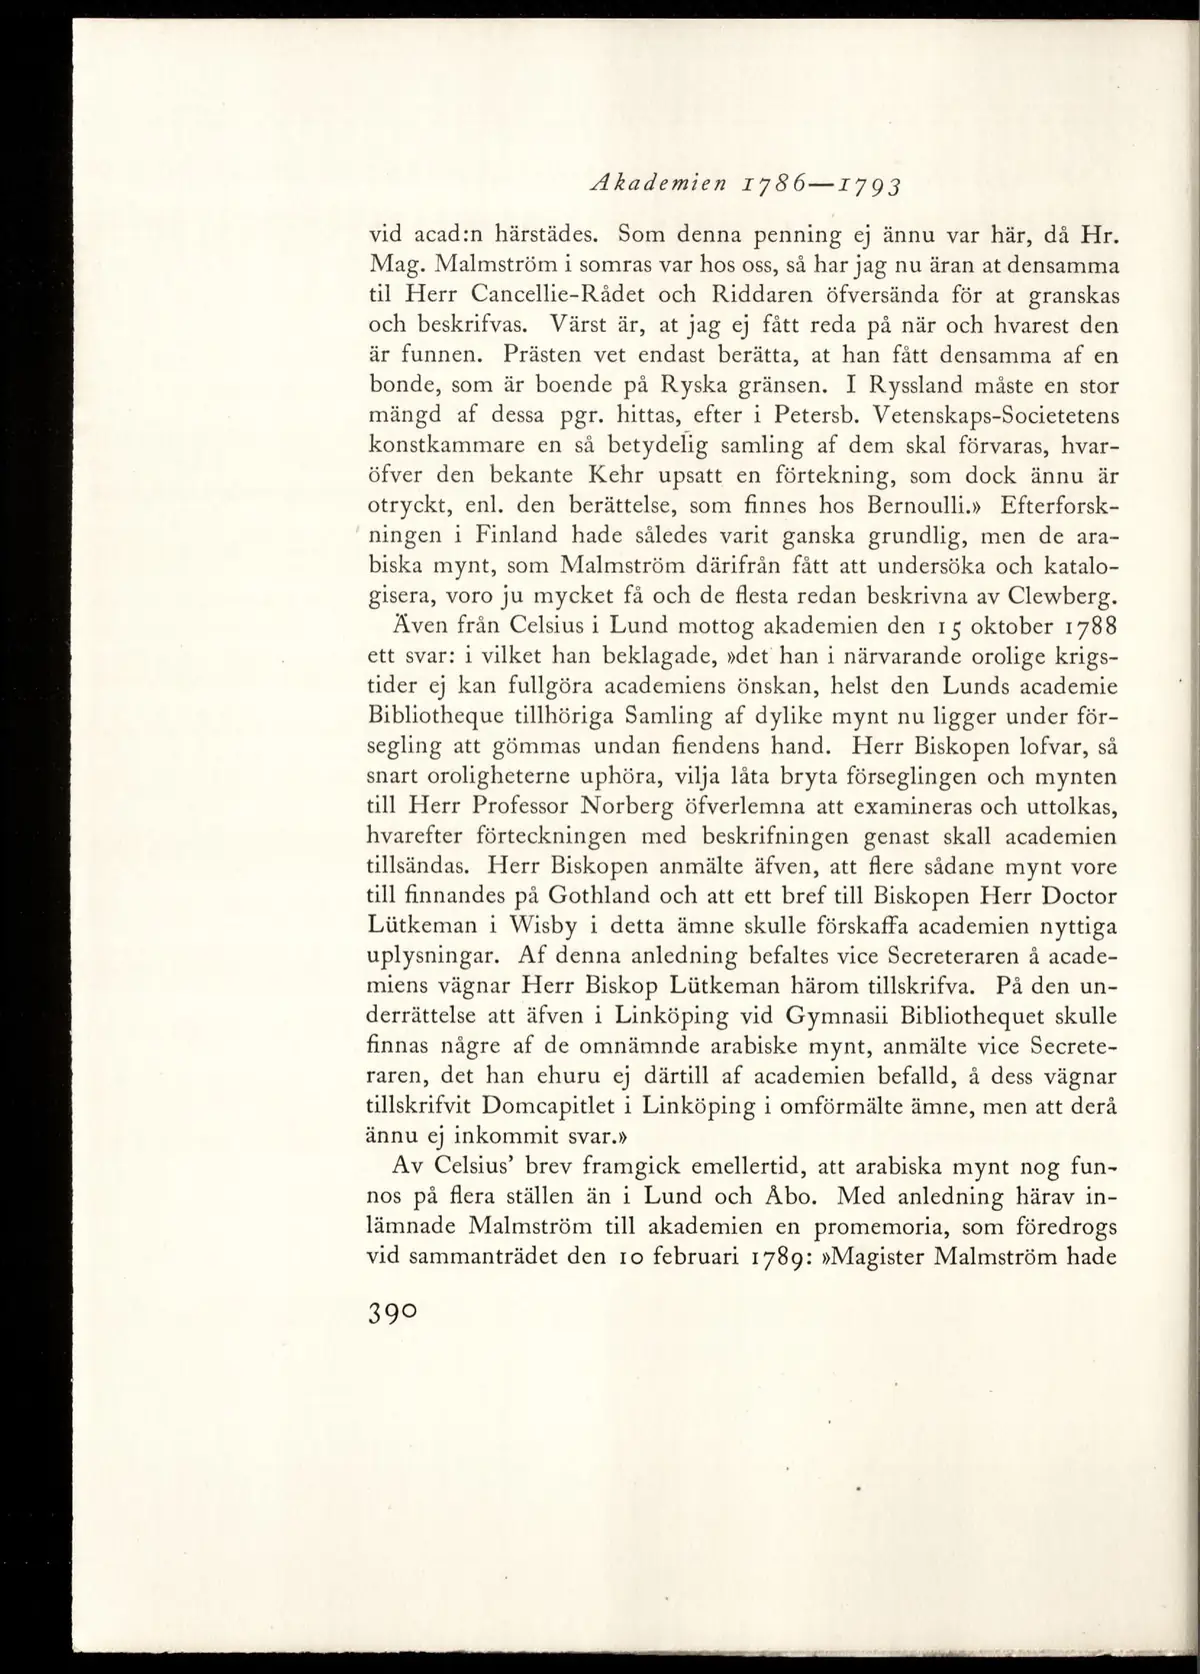 Akademien 1786—1793
vid acad:n härstädes. Som denna penning ej ännu var här, då Hr.
Mag. Malmström i somras var hos oss, så har jag nu äran at densamma
til Herr Cancellie-Rådet och Riddaren öfversända för at granskas
och beskrifvas. Värst är, at jag ej fått reda på när och hvarest den
är funnen. Prästen vet endast berätta, at han fått densamma af en
bonde, som är boende på Ryska gränsen. I Ryssland måste en stor
mängd af dessa pgr. hittas, efter i Petersb. Vetenskaps-Societetens
konstkammare en så betydelig samling af dem skal förvaras, hvar-
öfver den bekante Kehr upsatt en förtekning, som dock ännu är
otryckt, enl. den berättelse, som finnes hos Bernoulli.» Efterforsk-
ningen i Finland hade således varit ganska grundlig, men de ara-
biska mynt, som Malmström därifrån fått att undersöka och katalo-
gisera, voro ju mycket få och de flesta redan beskrivna av Clewberg.
Även från Celsius i Lund mottog akademien den 15 oktober 1788
ett svar: i vilket han beklagade, »det han i närvarande orolige krigs-
tider ej kan fullgöra academiens önskan, helst den Lunds academie
Bibliotheque tillhöriga Samling af dylike mynt nu ligger under för-
segling att gömmas undan fiendens hand. Herr Biskopen lofvar, så
snart oroligheterne uphöra, vilja låta bryta förseglingen och mynten
till Herr Professor Norberg öfverlemna att examineras och uttolkas,
hvarefter förteckningen med beskrifningen genast skall academien
tillsändas. Herr Biskopen anmälte äfven, att flere sådane mynt vore
till finnandes på Gothland och att ett bref till Biskopen Herr Doctor
Lütkeman i Wisby i detta ämne skulle förskaffa academien nyttiga
uplysningar. Af denna anledning befaltes vice Secreteraren å acade-
miens vägnar Herr Biskop Lütkeman härom tillskrifva. På den un-
derrättelse att äfven i Linköping vid Gymnasii Bibliothequet skulle
finnas någre af de omnämnde arabiske mynt, anmälte vice Secrete-
raren, det han ehuru ej därtill af academien befalld, å dess vägnar
tillskrifvit Domcapitlet i Linköping i omförmälte ämne, men att derå
ännu ej inkommit svar.»
Av Celsius’ brev framgick emellertid, att arabiska mynt nog fun-
nos på flera ställen än i Lund och Åbo. Med anledning härav in-
lämnade Malmström till akademien en promemoria, som föredrogs
vid sammanträdet den 10 februari 1789: »Magister Malmström hade
390